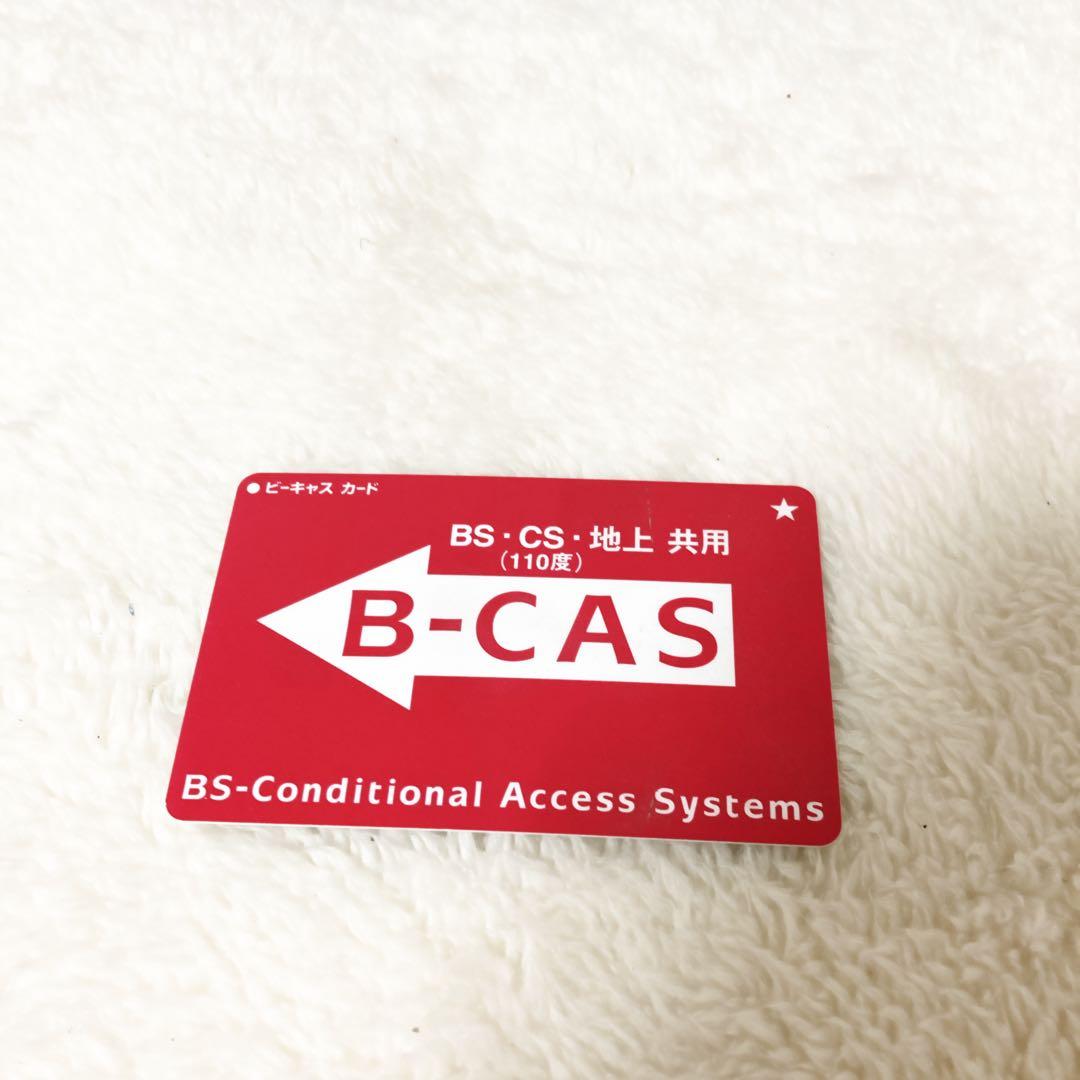 ●ビーキャス カード
★
BS・CS・地上 共用
(110度)
B-CAS
BS-Conditional Access Systems